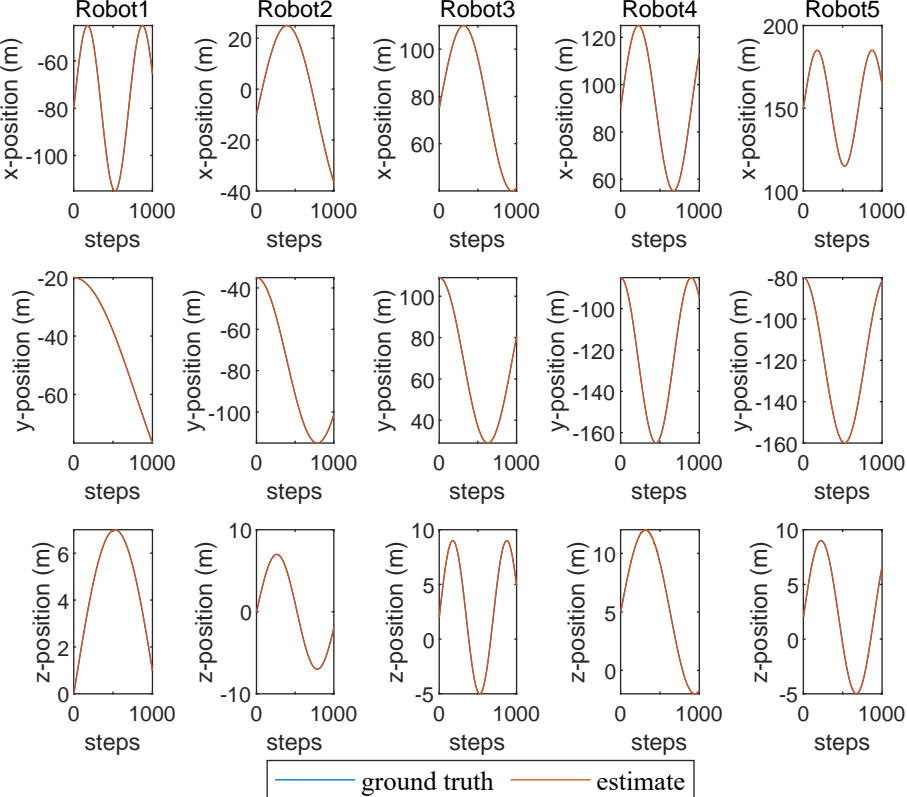 Robot1 Robot2 Robot3 Robot4 Robot5
x-position (m) -60 -80 -100 0 1000 steps
x-position (m) 20 0 -20 -40 0 1000 steps
x-position (m) 100 80 60 0 1000 steps
x-position (m) 120 100 80 60 0 1000 steps
x-position (m) 200 150 100 0 1000 steps
y-position (m) -20 -40 -60 0 1000 steps
y-position (m) -40 -60 -80 -100 0 1000 steps
y-position (m) 100 80 60 40 0 1000 steps
y-position (m) -100 -120 -140 -160 0 1000 steps
y-position (m) -80 -100 -120 -140 -160 0 1000 steps
z-position (m) 6 4 2 0 0 1000 steps
z-position (m) 10 0 -10 0 1000 steps
z-position (m) 10 5 0 -5 0 1000 steps
z-position (m) 10 5 0 0 1000 steps
z-position (m) 10 5 0 -5 0 1000 steps
ground truth estimate